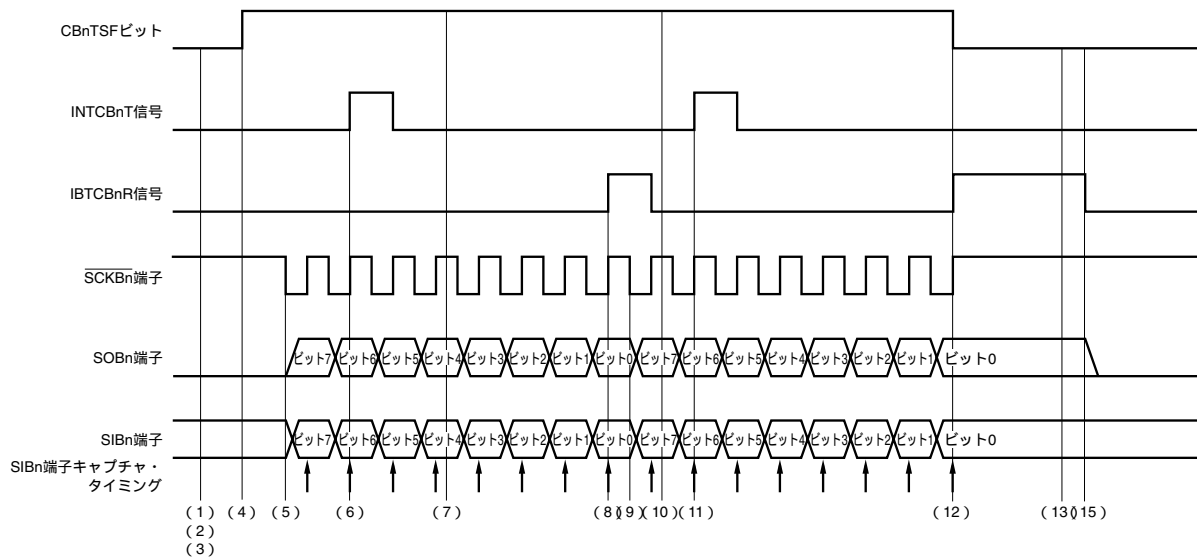 CBnTSFビット
INTCBnT信号
IBTCBnR信号
SCKBn端子
SOBn端子
ビット7 ビット6 ビット5 ビット4 ビット3 ビット2 ビット1 ビット0 ビット7 ビット6 ビット5 ビット4 ビット3 ビット2 ビット1 ビット0
SIBn端子
ビット7 ビット6 ビット5 ビット4 ビット3 ビット2 ビット1 ビット0 ビット7 ビット6 ビット5 ビット4 ビット3 ビット2 ビット1 ビット0
SIBn端子キャプチャ・
タイミング
(1) (4) (5) (6) (7) (8)(9)(10)(11) (12) (13)(15)
(2)
(3)